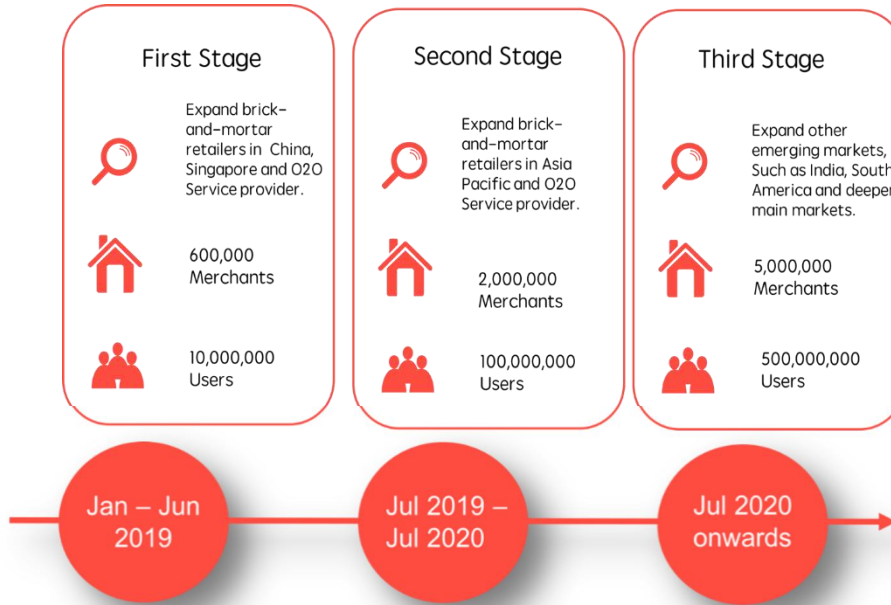 First Stage
Expand brick-
and-mortar
retailers in China,
Singapore and O2O
Service provider.
600,000
Merchants
10,000,000
Users
Second Stage
Expand brick-
and-mortar
retailers in Asia
Pacific and O2O
Service provider.
2,000,000
Merchants
100,000,000
Users
Third Stage
Expand other
emerging markets,
Such as India, South
America and deepen
main markets.
5,000,000
Merchants
500,000,000
Users
Jan – Jun
2019
Jul 2019 –
Jul 2020
Jul 2020
onwards